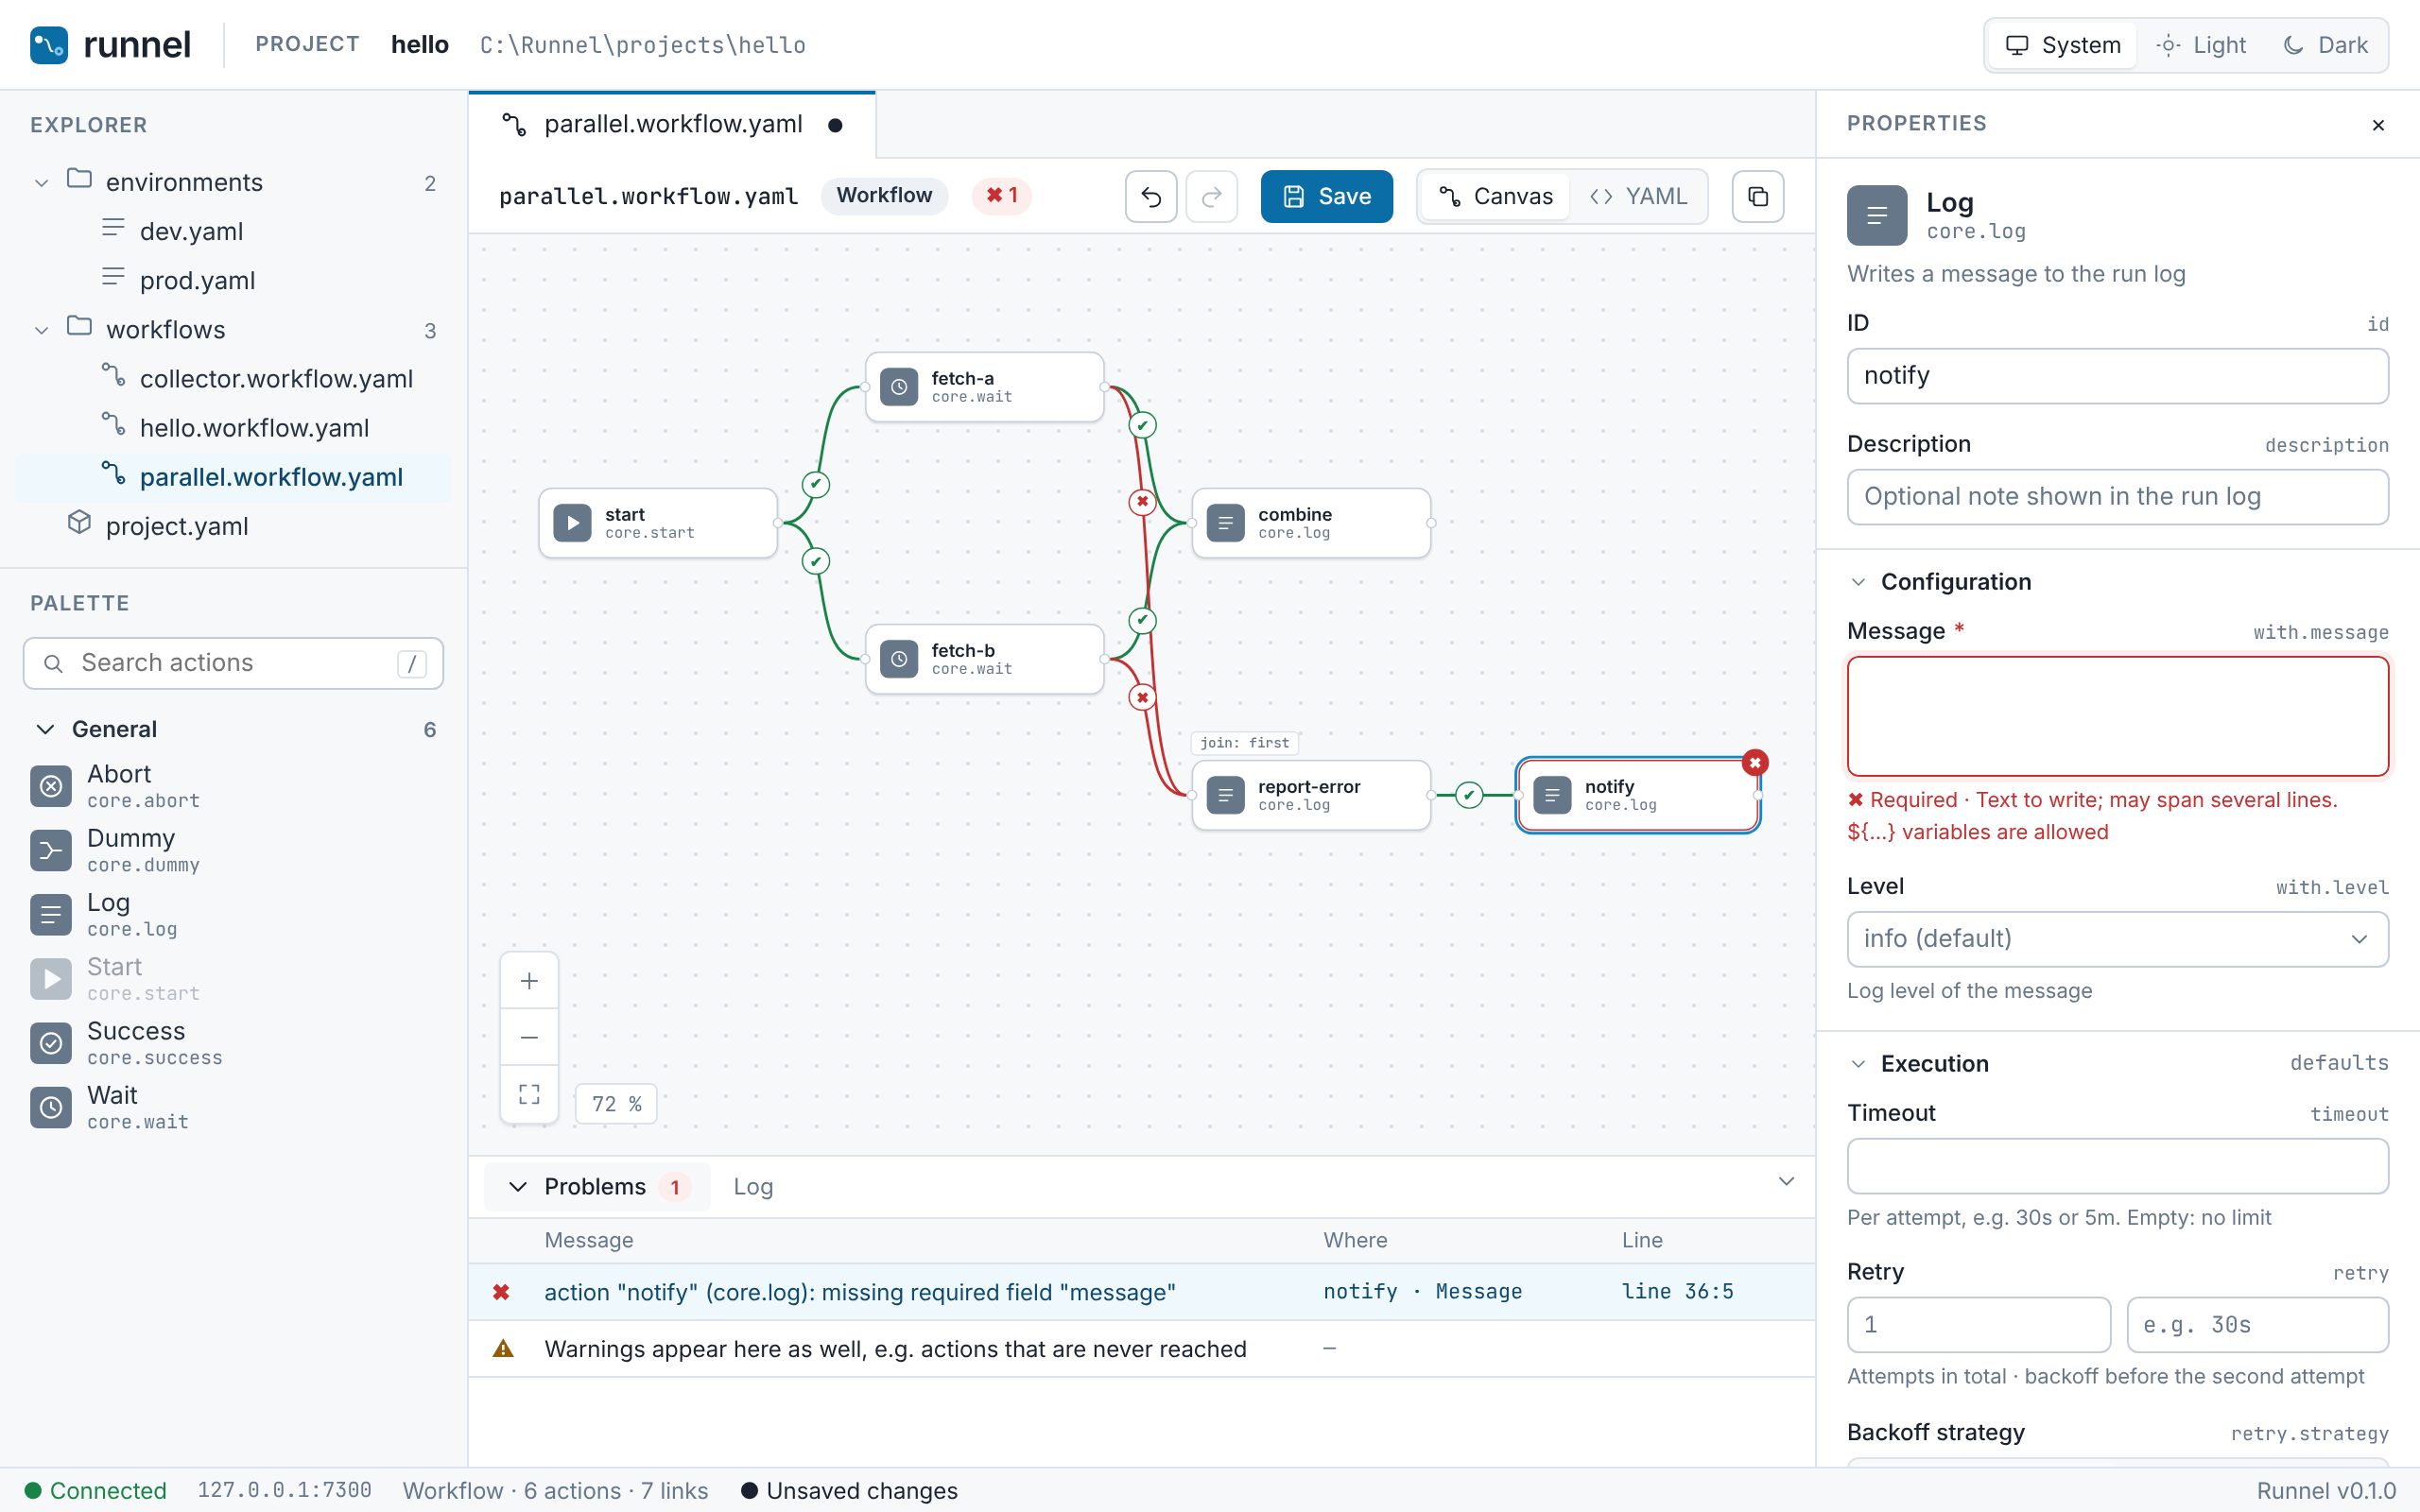 runnel PROJECT hello C:\Runnel\projects\hello System Light Dark
EXPLORER
environments 2
dev.yaml
prod.yaml
workflows 3
collector.workflow.yaml
hello.workflow.yaml
parallel.workflow.yaml
project.yaml
PALETTE
Search actions /
General 6
Abort
core.abort
Dummy
core.dummy
Log
core.log
Start
core.start
Success
core.success
Wait
core.wait
parallel.workflow.yaml
parallel.workflow.yaml Workflow 1 Save Canvas YAML
fetch-a
core.wait
start
core.start
combine
core.log
fetch-b
core.wait
join: first
report-error
core.log
notify
core.log
72 %
Problems 1 Log
Message Where Line
action "notify" (core.log): missing required field "message" notify · Message line 36:5
Warnings appear here as well, e.g. actions that are never reached –
PROPERTIES
Log
core.log
Writes a message to the run log
ID id
notify
Description description
Optional note shown in the run log
Configuration
Message * with.message
Required · Text to write; may span several lines.
${...} variables are allowed
Level with.level
info (default)
Log level of the message
Execution defaults
Timeout timeout
Per attempt, e.g. 30s or 5m. Empty: no limit
Retry retry
1 e.g. 30s
Attempts in total · backoff before the second attempt
Backoff strategy retry.strategy
Connected 127.0.0.1:7300 Workflow · 6 actions · 7 links Unsaved changes Runnel v0.1.0